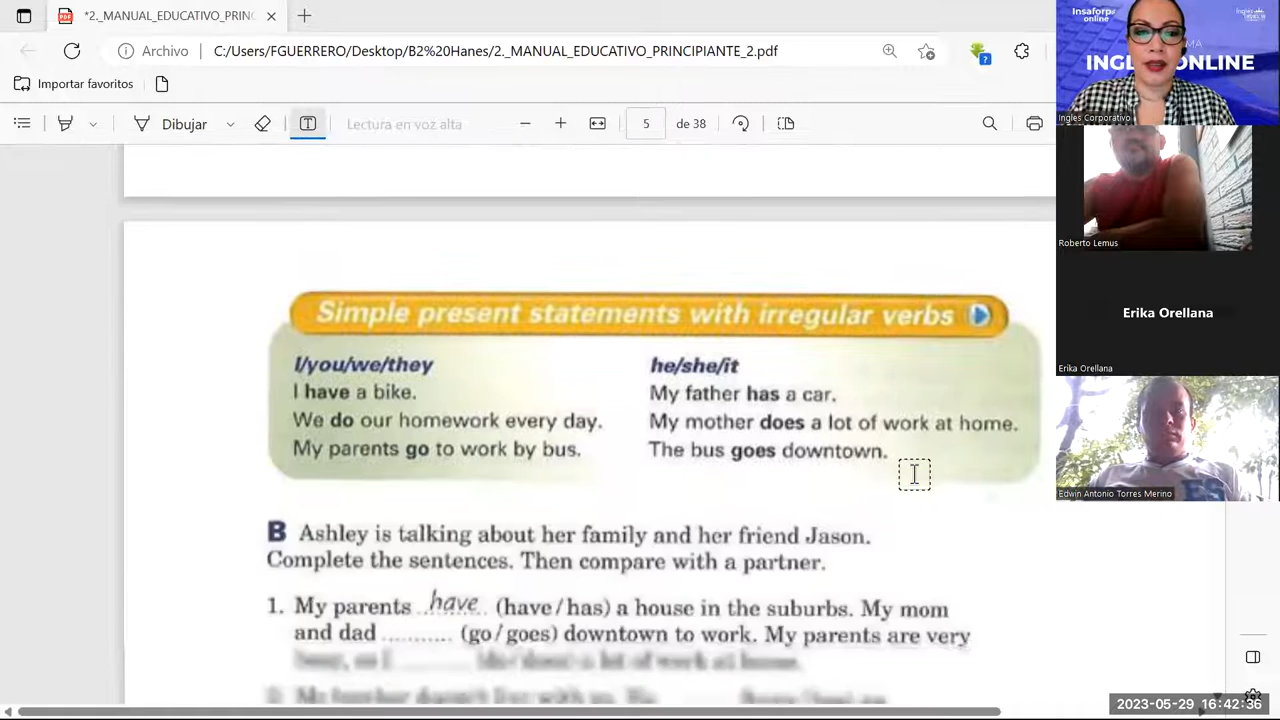 *2._MANUAL_EDUCATIVO_PRINC
Archivo
C:/Users/FGUERRERO/Desktop/52%20Hanes/2._MANUAL_EDUCATIVO_PRINCIPIANTE_2.pdf
Importar favoritos
Dibujar
Lectura en voz alta
5
de 38
Simple present statements with irregular verbs
I/you/we/they
I have a bike.
We do our homework every day.
My parents go to work by bus.
he/she/it
My father has a car.
My mother does a lot of work at home.
The bus goes downtown.
B Ashley is talking about her family and her friend Jason.
Complete the sentences. Then compare with a partner.
1. My parents have (have/has) a house in the suburbs. My mom
and dad .......... (go/goes) downtown to work. My parents are very
Insaforp
online
INGL ONLINE
Ingles Corporativo
Roberto Lemus
Erika Orellana
Erika Orellana
Edwin Antonio Torres Merino
2023-05-29 16:42:36